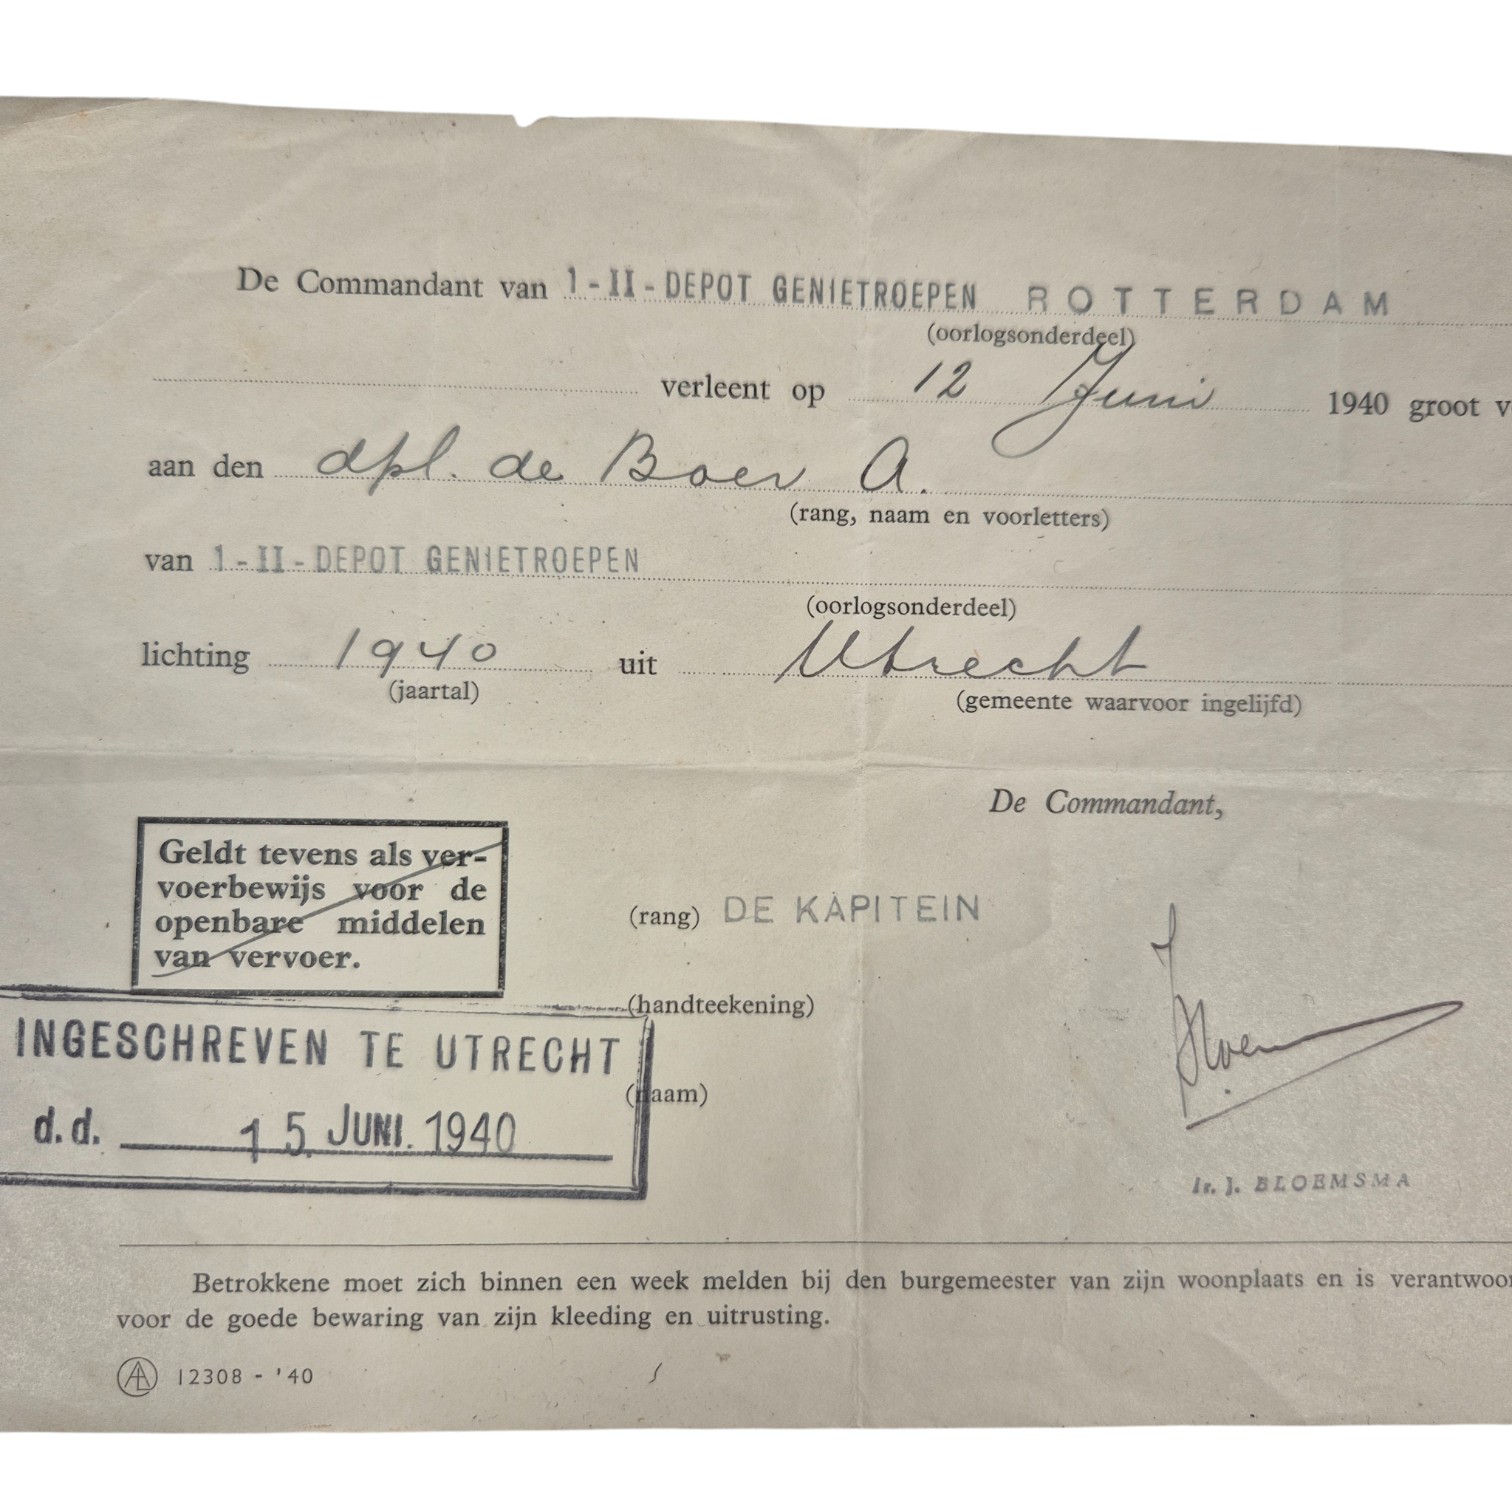 De Commandant van 1-II-DEPOT GENIETROEPEN ROTTERDAM
(oorlogsonderdeel)
verleent op 12 Juni 1940 groot v
aan den dpl. de Boer A.
(rang, naam en voorletters)
van 1-II-DEPOT GENIETROEPEN
(oorlogsonderdeel)
lichting 1940 uit Utrecht
(jaartal) (gemeente waarvoor ingelijfd)
De Commandant,
Geldt tevens als ver-
voerbewijs voor de
openbare middelen
van vervoer.
(rang) DE KAPITEIN
(handteekening)
INGESCHREVEN TE UTRECHT
(naam)
d.d. 15 JUNI. 1940
Ir. J. BLOEMSMA
Betrokkene moet zich binnen een week melden bij den burgemeester van zijn woonplaats en is verantwoor
voor de goede bewaring van zijn kleeding en uitrusting.
12308 - '40